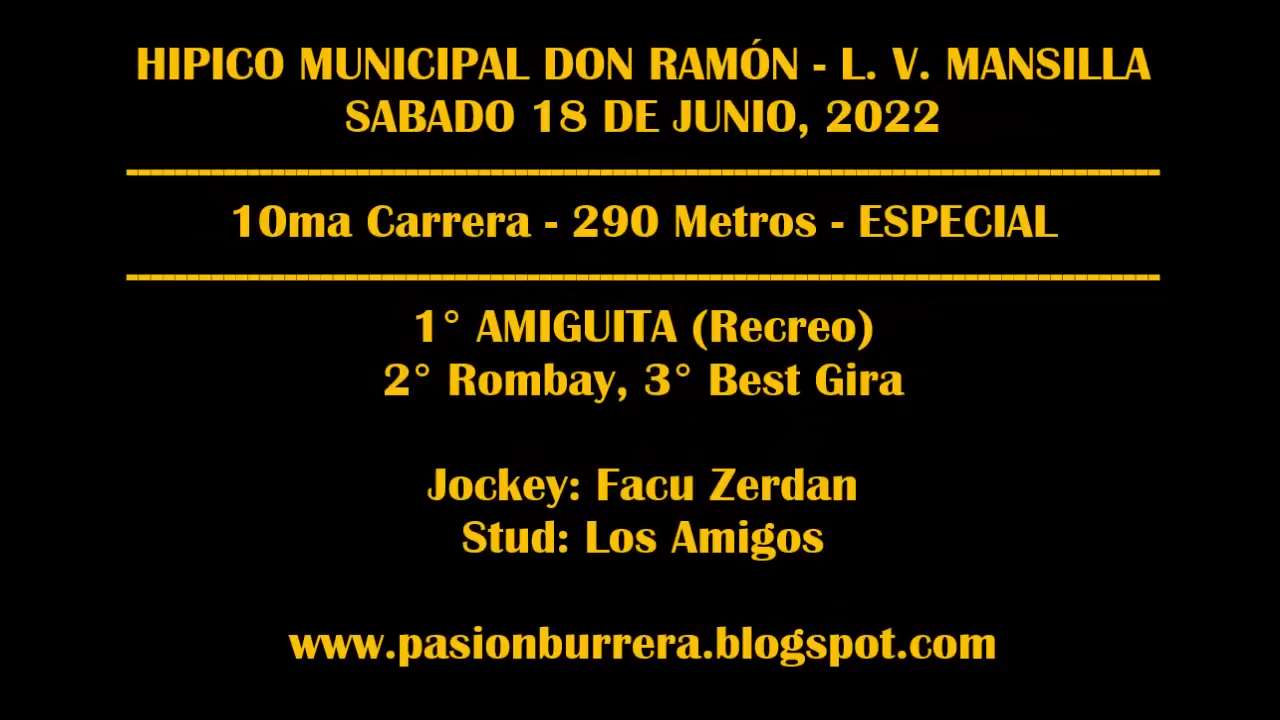 HIPICO MUNICIPAL DON RAMÓN - L. V. MANSILLA
SABADO 18 DE JUNIO, 2022
10ma Carrera - 290 Metros - ESPECIAL
1° AMIGUITA (Recreo)
2° Rombay, 3° Best Gira
Jockey: Facu Zerdan
Stud: Los Amigos
www.pasionburrera.blogspot.com